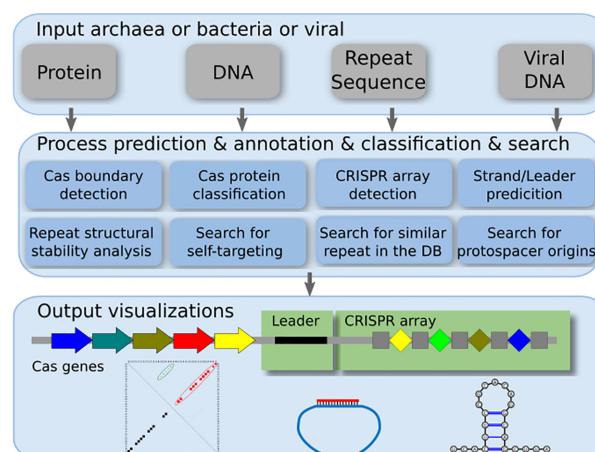 Input archaea or bacteria or viral
Protein
DNA
Repeat
Sequence
Viral
DNA
Process prediction & annotation & classification & search
Cas boundary
detection
Cas protein
classification
CRISPR array
detection
Strand/Leader
predicition
Repeat structural
stability analysis
Search for
self-targeting
Search for similar
repeat in the DB
Search for
protospacer origins
Output visualizations
Leader
CRISPR array
Cas genes